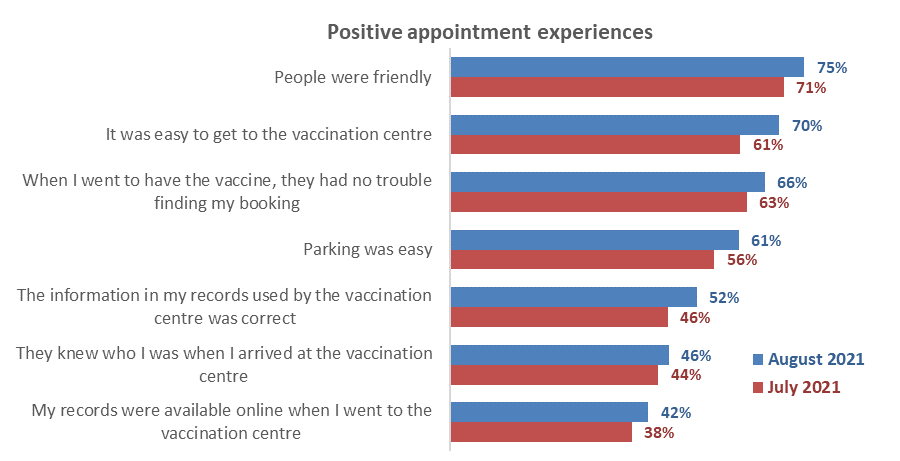 Positive appointment experiences
People were friendly
75%
71%
It was easy to get to the vaccination centre
70%
61%
When I went to have the vaccine, they had no trouble
finding my booking
66%
63%
Parking was easy
61%
56%
The information in my records used by the vaccination
centre was correct
52%
46%
They knew who I was when I arrived at the vaccination
centre
46%
44%
My records were available online when I went to the
vaccination centre
42%
38%
August 2021
July 2021